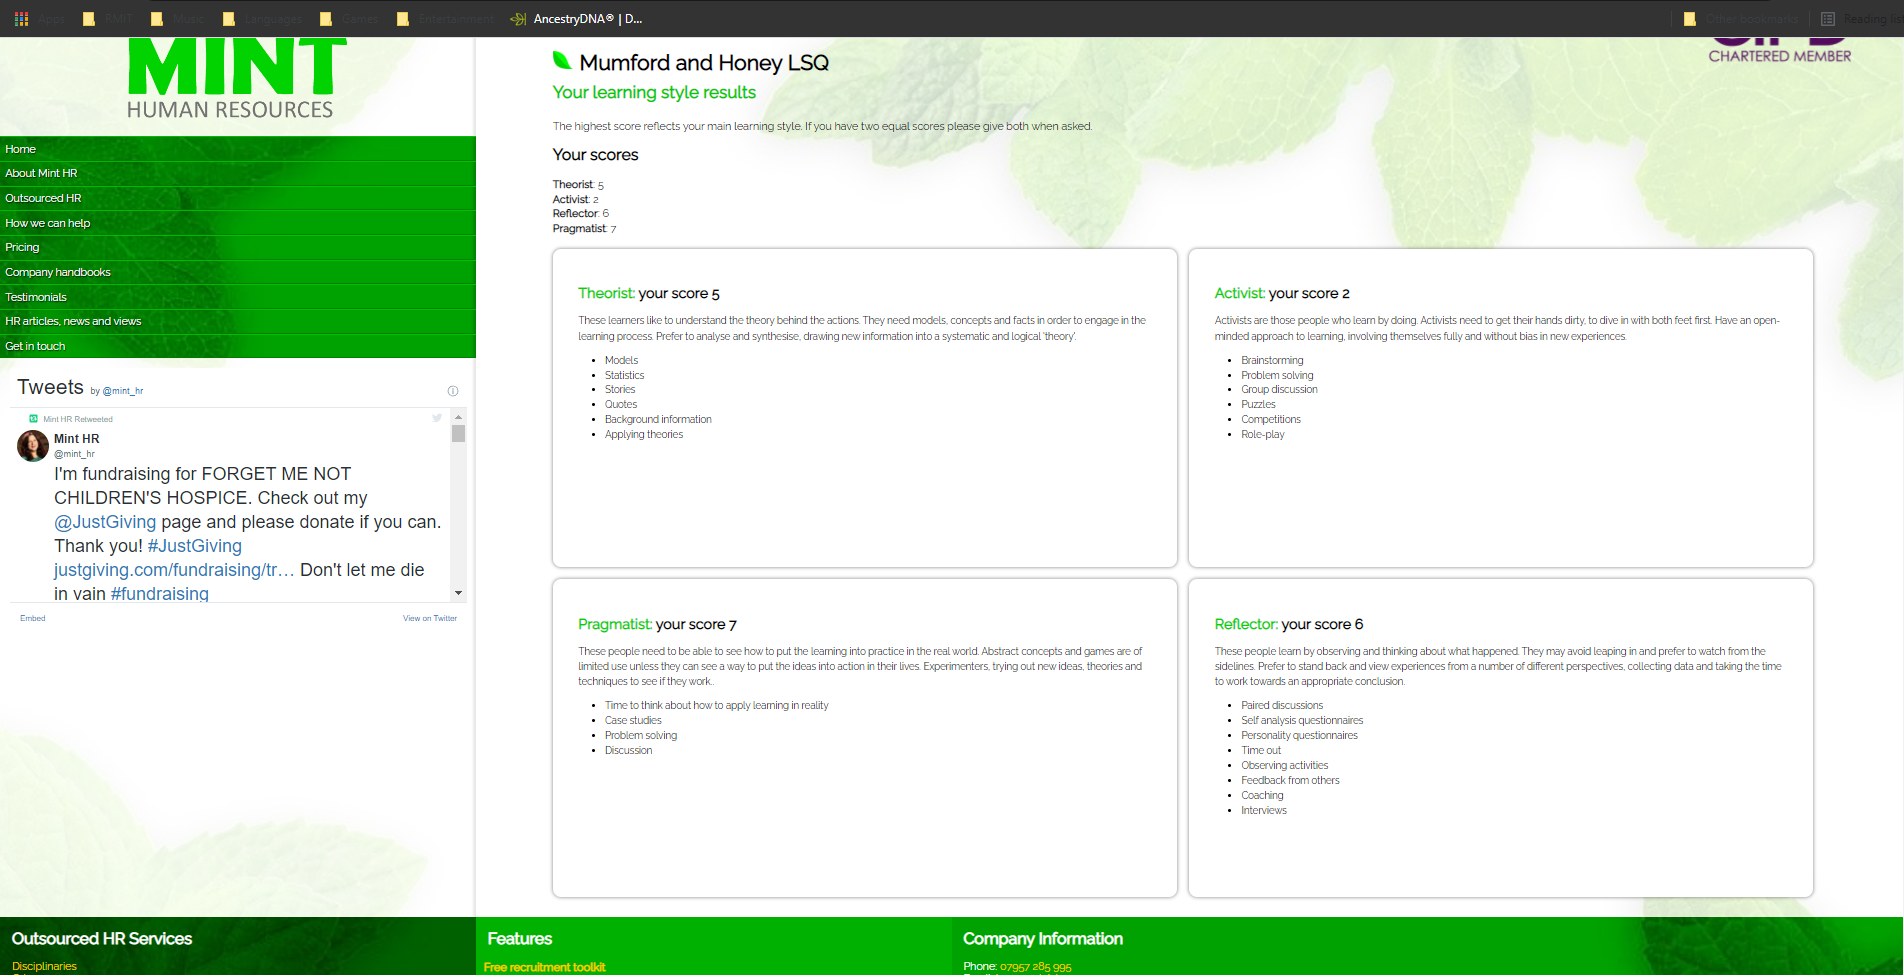 Apps
RMIT
Music
Languages
Games
Entertainment
AncestryDNA® | D...
Other bookmarks
Reading list
MINT
HUMAN RESOURCES
CHARTERED MEMBER
Home
About Mint HR
Outsourced HR
How we can help
Pricing
Company handbooks
Testimonials
HR articles, news and views
Get in touch
Tweets by @mint_hr
Mint HR Retweeted
Mint HR
@mint_hr
I'm fundraising for FORGET ME NOT
CHILDREN'S HOSPICE. Check out my
@JustGiving page and please donate if you can.
Thank you! #JustGiving
justgiving.com/fundraising/tr… Don't let me die
in vain #fundraising
Embed
View on Twitter
Mumford and Honey LSQ
Your learning style results
The highest score reflects your main learning style. If you have two equal scores please give both when asked.
Your scores
Theorist: 5
Activist: 2
Reflector: 6
Pragmatist: 7
Theorist: your score 5
These learners like to understand the theory behind the actions. They need models, concepts and facts in order to engage in the
learning process. Prefer to analyse and synthesise, drawing new information into a systematic and logical 'theory'.
• Models
• Statistics
• Stories
• Quotes
• Background information
• Applying theories
Activist: your score 2
Activists are those people who learn by doing. Activists need to get their hands dirty, to dive in with both feet first. Have an open-
minded approach to learning, involving themselves fully and without bias in new experiences.
• Brainstorming
• Problem solving
• Group discussion
• Puzzles
• Competitions
• Role-play
Pragmatist: your score 7
These people need to be able to see how to put the learning into practice in the real world. Abstract concepts and games are of
limited use unless they can see a way to put the ideas into action in their lives. Experimenters, trying out new ideas, theories and
techniques to see if they work..
• Time to think about how to apply learning in reality
• Case studies
• Problem solving
• Discussion
Reflector: your score 6
These people learn by observing and thinking about what happened. They may avoid leaping in and prefer to watch from the
sidelines. Prefer to stand back and view experiences from a number of different perspectives, collecting data and taking the time
to work towards an appropriate conclusion.
• Paired discussions
• Self analysis questionnaires
• Personality questionnaires
• Time out
• Observing activities
• Feedback from others
• Coaching
• Interviews
Outsourced HR Services
Disciplinaries
Features
Free recruitment toolkit
Company Information
Phone: 07957 285 995